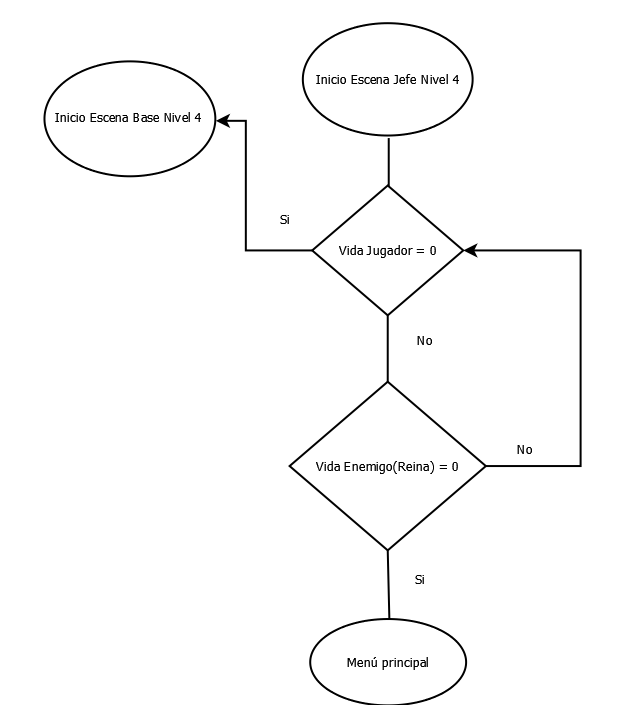 Inicio Escena Jefe Nivel 4
Inicio Escena Base Nivel 4
Si
Vida Jugador = 0
No
No
Vida Enemigo(Reina) = 0
Si
Menú principal